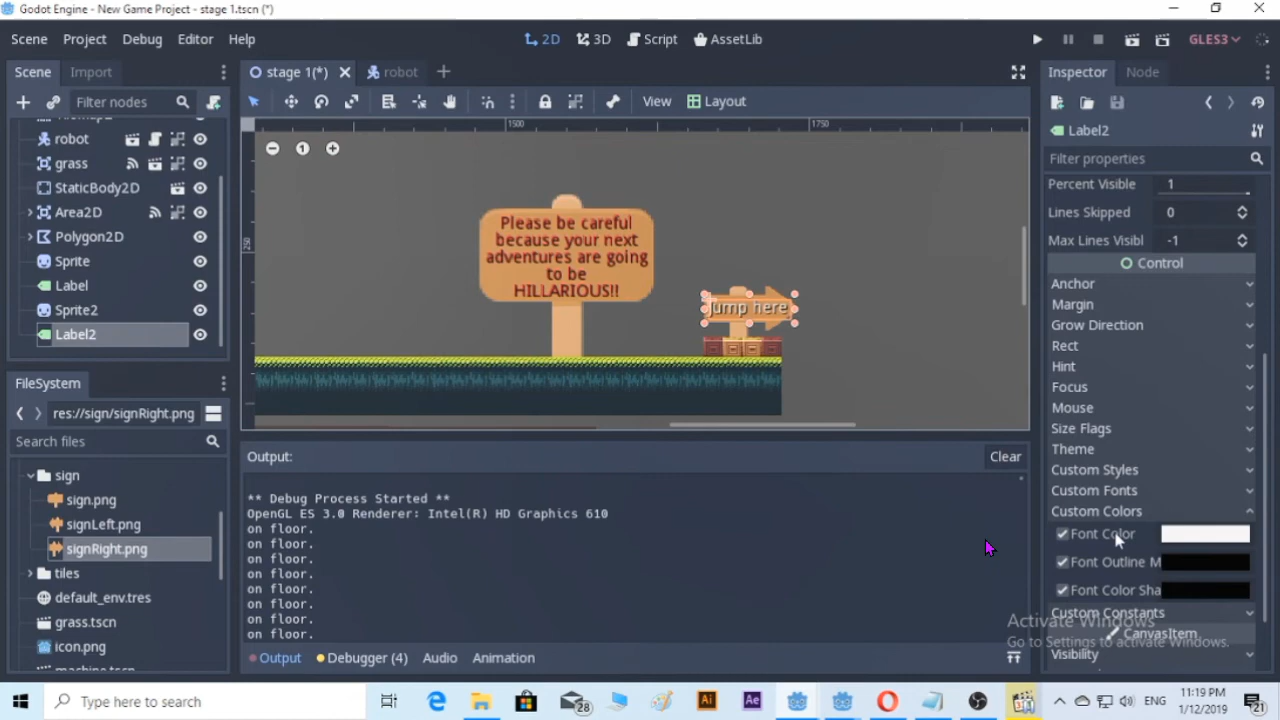 Godot Engine - New Game Project - stage 1.tscn (*)
Scene Project Debug Editor Help
2D 3D Script AssetLib
GLES3
Scene Import
Filter nodes
robot
grass
StaticBody2D
Area2D
Polygon2D
Sprite
Label
Sprite2
Label2
FileSystem
res://sign/signRight.png
Search files
sign
sign.png
signLeft.png
signRight.png
tiles
default_env.tres
grass.tscn
icon.png
stage 1(*) robot
View Layout
1500 1750
250
1
Please be careful
because your next
adventures are going
to be
HILLARIOUS!!
Jump here
Output: Clear
** Debug Process Started **
OpenGL ES 3.0 Renderer: Intel(R) HD Graphics 610
on floor.
on floor.
on floor.
on floor.
on floor.
on floor.
on floor.
on floor.
Output Debugger (4) Audio Animation
Inspector Node
Label2
Filter properties
Percent Visible 1
Lines Skipped 0
Max Lines Visibl -1
Control
Anchor
Margin
Grow Direction
Rect
Hint
Focus
Mouse
Size Flags
Theme
Custom Styles
Custom Fonts
Custom Colors
Font Color
Font Outline M
Font Color Sha
Custom Constants
CanvasItem
Visibility
Activate Windows
Go to Settings to activate Windows.
Type here to search
28
Ai
Ae
ENG
11:19 PM
1/12/2019
21